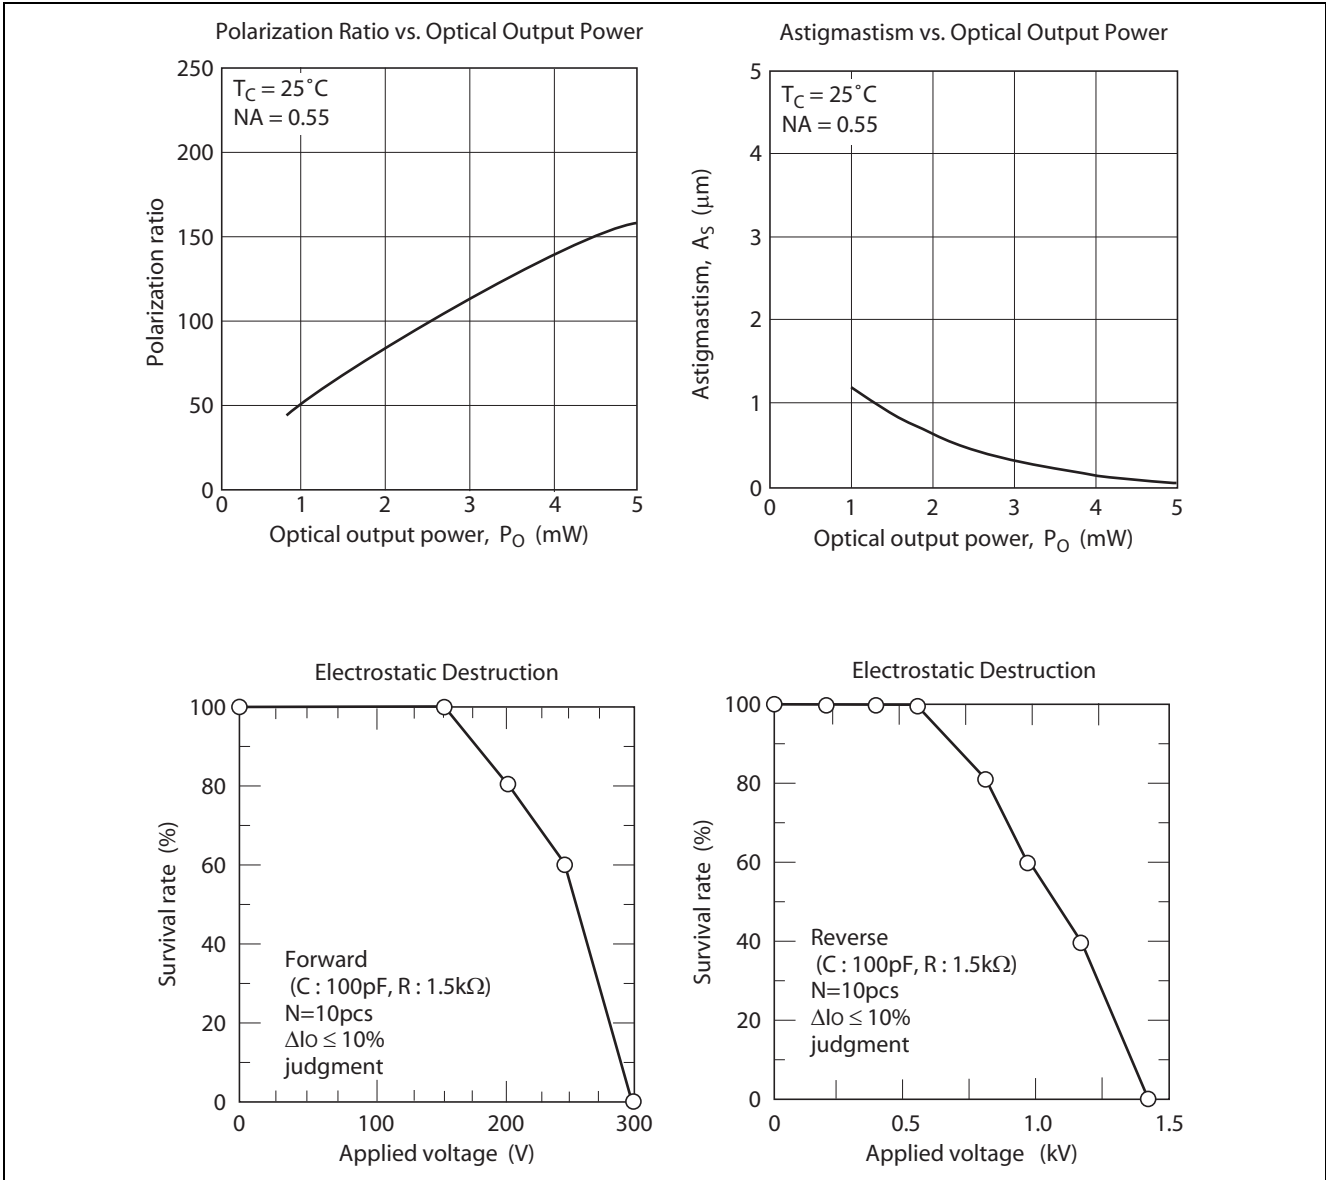 Polarization Ratio vs. Optical Output Power
250
200
150
100
50
0
T_C = 25˚C
NA = 0.55
Polarization ratio
0 1 2 3 4 5
Optical output power, P_O (mW)
Astigmastism vs. Optical Output Power
5
4
3
2
1
0
T_C = 25˚C
NA = 0.55
Astigmastism, A_S (μm)
0 1 2 3 4 5
Optical output power, P_O (mW)
Electrostatic Destruction
100
80
60
40
20
0
Survival rate (%)
Forward
(C : 100pF, R : 1.5kΩ)
N=10pcs
ΔIo ≤ 10%
judgment
0 100 200 300
Applied voltage (V)
Electrostatic Destruction
100
80
60
40
20
0
Survival rate (%)
Reverse
(C : 100pF, R : 1.5kΩ)
N=10pcs
ΔIo ≤ 10%
judgment
0 0.5 1.0 1.5
Applied voltage (kV)